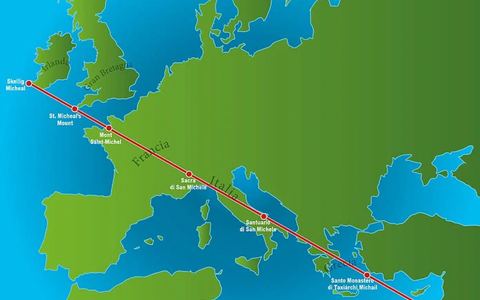 Irlanda
Gran Bretagna
Skellig
Micheal
St. Micheal's
Mount
Mont
Saint-Michel
Francia
Sacra
di San Michele
Italia
Santuario
di San Michele
Santo Monastero
di Taxiarchi Michail